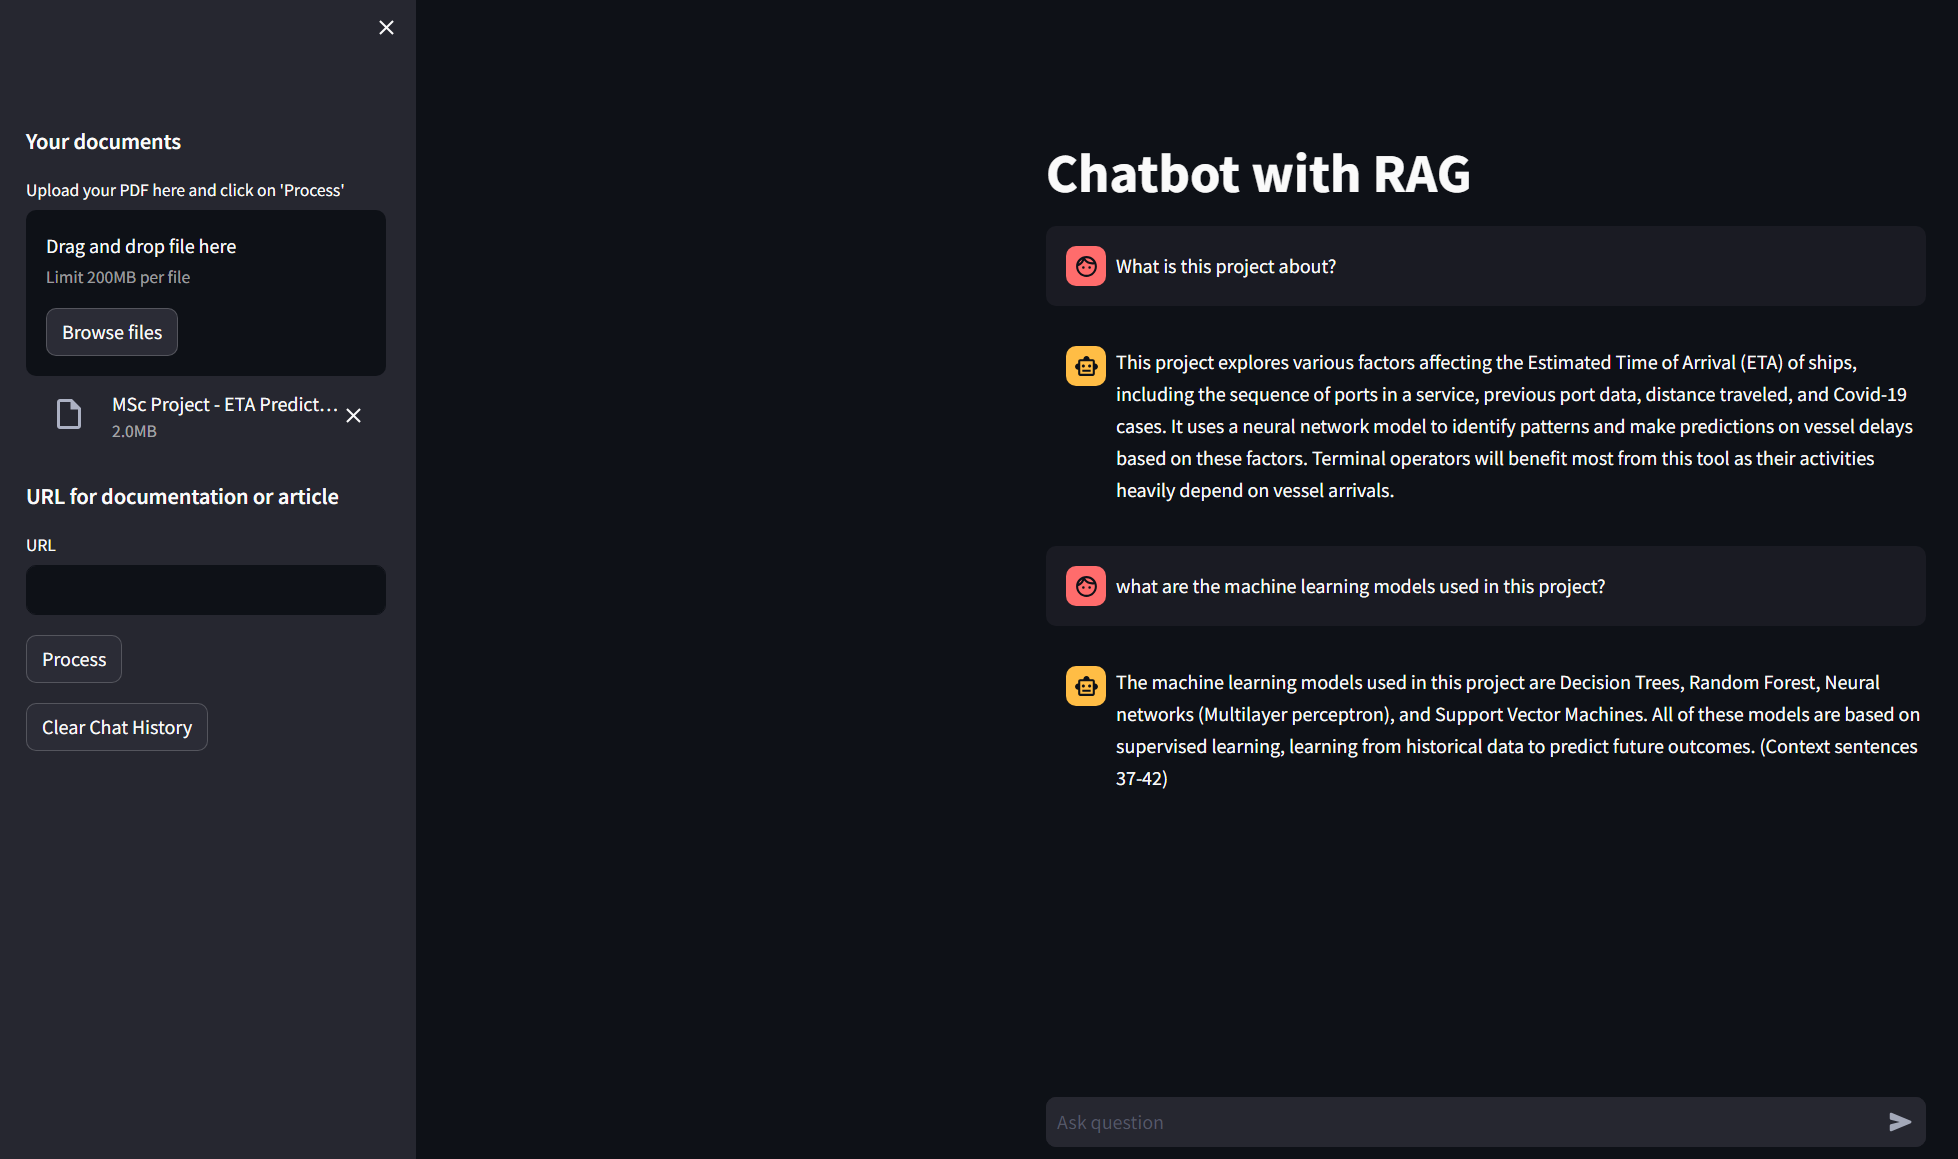 Your documents
Upload your PDF here and click on 'Process'
Drag and drop file here
Limit 200MB per file
Browse files
MSc Project - ETA Predict...
2.0MB
URL for documentation or article
URL
Process
Clear Chat History
Chatbot with RAG
What is this project about?
This project explores various factors affecting the Estimated Time of Arrival (ETA) of ships,
including the sequence of ports in a service, previous port data, distance traveled, and Covid-19
cases. It uses a neural network model to identify patterns and make predictions on vessel delays
based on these factors. Terminal operators will benefit most from this tool as their activities
heavily depend on vessel arrivals.
what are the machine learning models used in this project?
The machine learning models used in this project are Decision Trees, Random Forest, Neural
networks (Multilayer perceptron), and Support Vector Machines. All of these models are based on
supervised learning, learning from historical data to predict future outcomes. (Context sentences
37-42)
Ask question